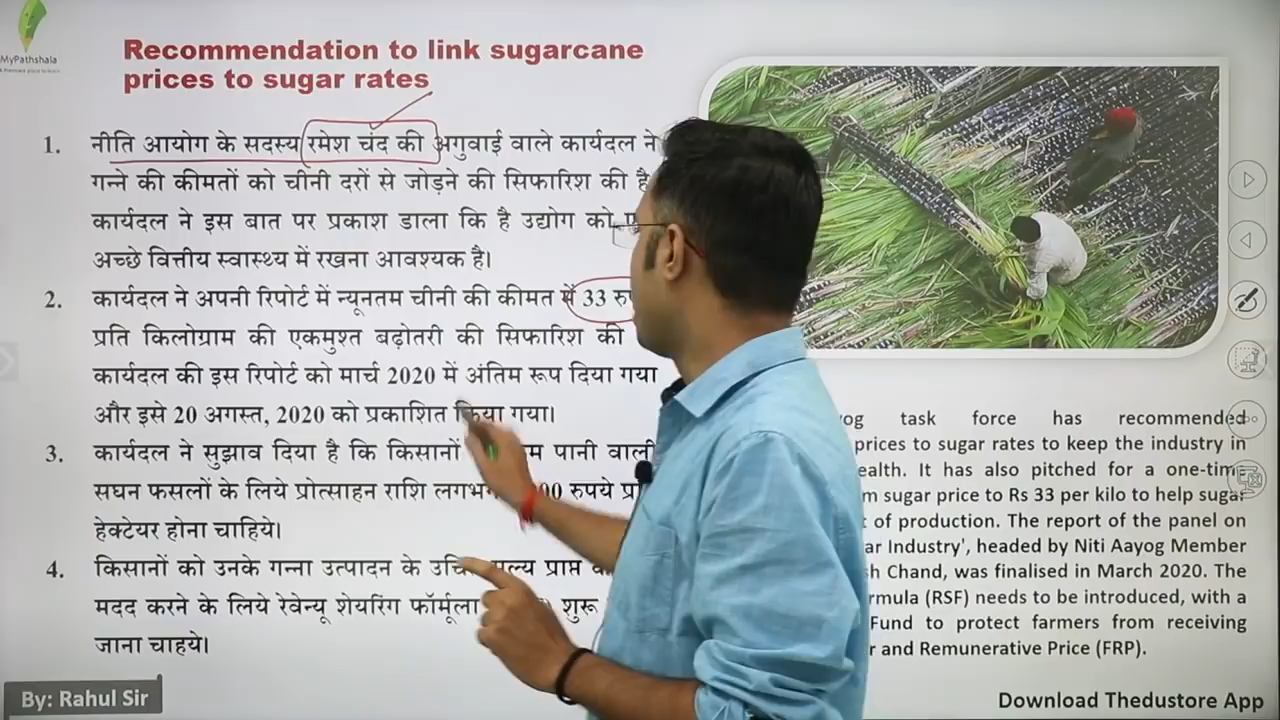 MyPathshala
Recommendation to link sugarcane
prices to sugar rates
1. नीति आयोग के सदस्य रमेश चंद की अगुवाई वाले कार्यदल ने
गन्ने की कीमतों को चीनी दरों से जोड़ने की सिफारिश की है
कार्यदल ने इस बात पर प्रकाश डाला कि है उद्योग को
अच्छे वित्तीय स्वास्थ्य में रखना आवश्यक है।
2. कार्यदल ने अपनी रिपोर्ट में न्यूनतम चीनी की कीमत में 33
प्रति किलोग्राम की एकमुश्त बढ़ोतरी की सिफारिश की
कार्यदल की इस रिपोर्ट को मार्च 2020 में अंतिम रूप दिया गया
और इसे 20 अगस्त, 2020 को प्रकाशित किया गया।
3. कार्यदल ने सुझाव दिया है कि किसानों पानी वाली
सघन फसलों के लिये प्रोत्साहन राशि रुपये
हेक्टेयर होना चाहिये।
4. किसानों को उनके गन्ना उत्पादन के मूल्य प्राप्त
मदद करने के लिये रेवेन्यू शेयरिंग फॉर्मूला शुरू
जाना चाहये।
task force has recommended
prices to sugar rates to keep the industry in
It has also pitched for a one-time
sugar price to Rs 33 per kilo to help sugar
of production. The report of the panel on
Industry', headed by Niti Aayog Member
Chand, was finalised in March 2020. The
(RSF) needs to be introduced, with a
Fund to protect farmers from receiving
and Remunerative Price (FRP).
By: Rahul Sir
Download Thedustore App